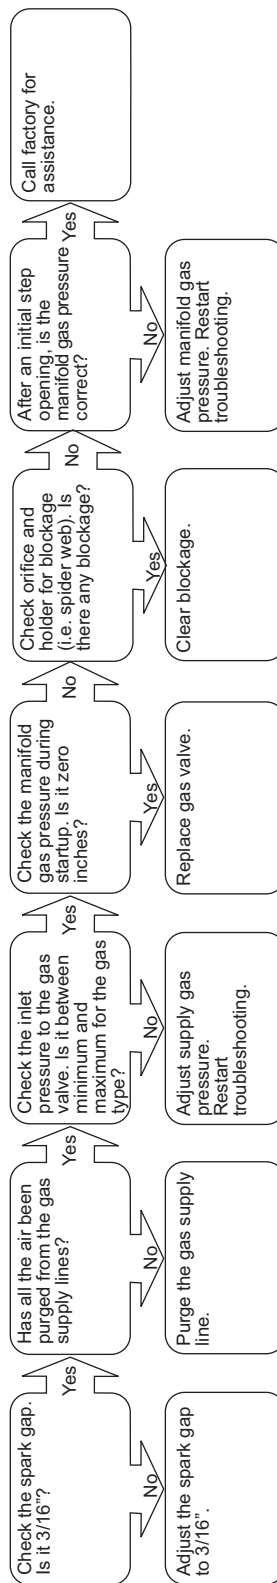 Check the spark gap.
Is it 3/16”?
Yes
No
Adjust the spark gap
to 3/16”.
Has all the air been
purged from the gas
supply lines?
Yes
No
Purge the gas supply
line.
Check the inlet
pressure to the gas
valve. Is it between
minimum and
maximum for the gas
type?
Yes
No
Adjust supply gas
pressure.
Restart
troubleshooting.
Check the manifold
gas pressure during
startup. Is it zero
inches?
No
Yes
Replace gas valve.
Check orifice and
holder for blockage
(i.e. spider web). Is
there any blockage?
No
Yes
Clear blockage.
After an initial step
opening, is the
manifold gas pressure
correct?
Yes
No
Adjust manifold gas
pressure. Restart
troubleshooting.
Call factory for
assistance.